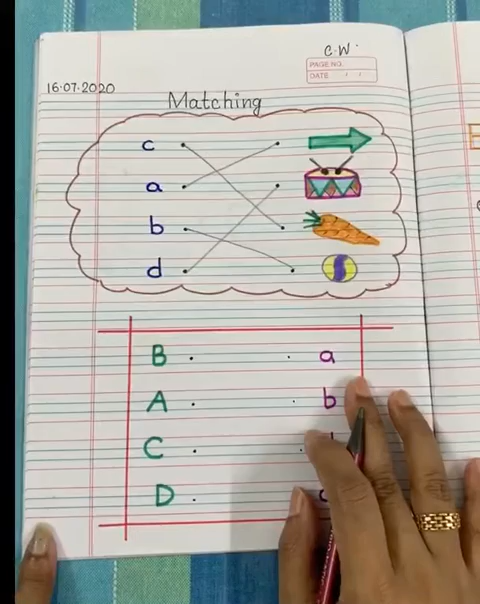 C.W.
PAGE NO.
DATE / /
16.07.2020
Matching
c
a
b
d
B a
A b
C
D